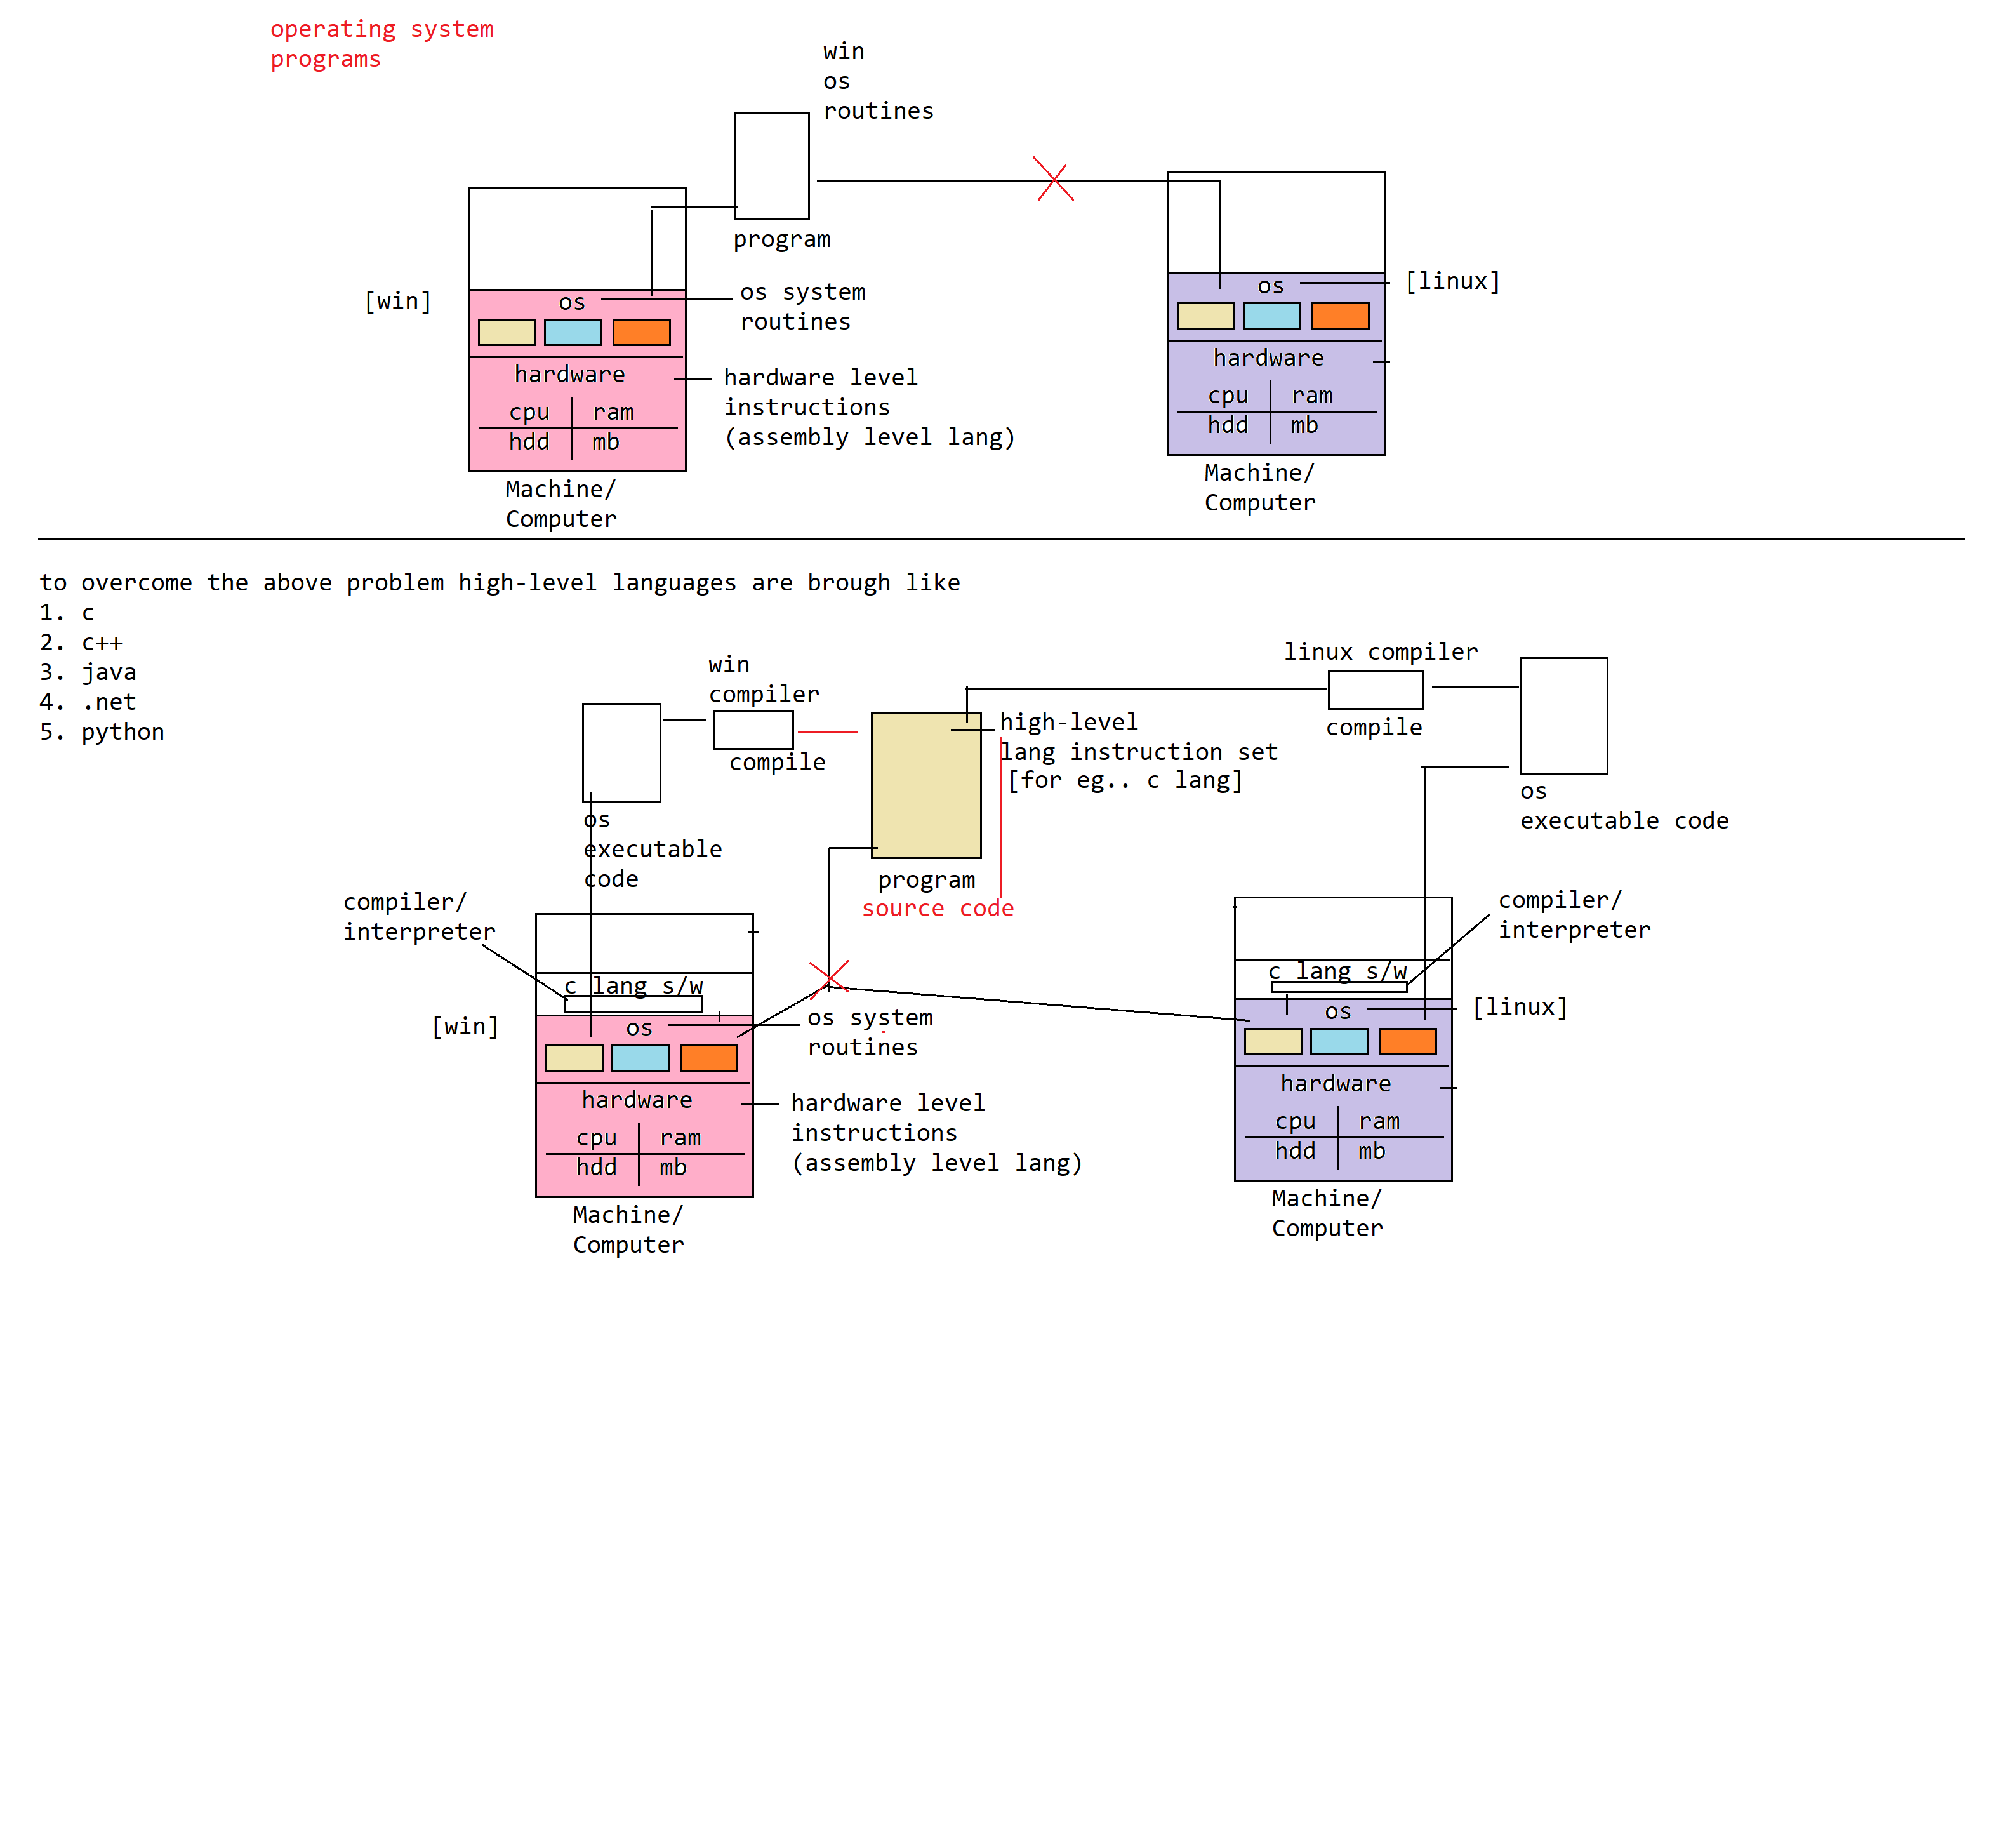 operating system
programs
win
os
routines
program
[win]
os
os system
routines
hardware
hardware level
instructions
(assembly level lang)
cpu
ram
hdd
mb
Machine/
Computer
os
[linux]
hardware
cpu
ram
hdd
mb
Machine/
Computer
to overcome the above problem high-level languages are brough like
1. c
2. c++
3. java
4. .net
5. python
win
compiler
compile
os
executable
code
high-level
lang instruction set
[for eg.. c lang]
program
source code
linux compiler
compile
os
executable code
compiler/
interpreter
c lang s/w
[win]
os
os system
routines
hardware
hardware level
instructions
(assembly level lang)
cpu
ram
hdd
mb
Machine/
Computer
compiler/
interpreter
c lang s/w
os
[linux]
hardware
cpu
ram
hdd
mb
Machine/
Computer